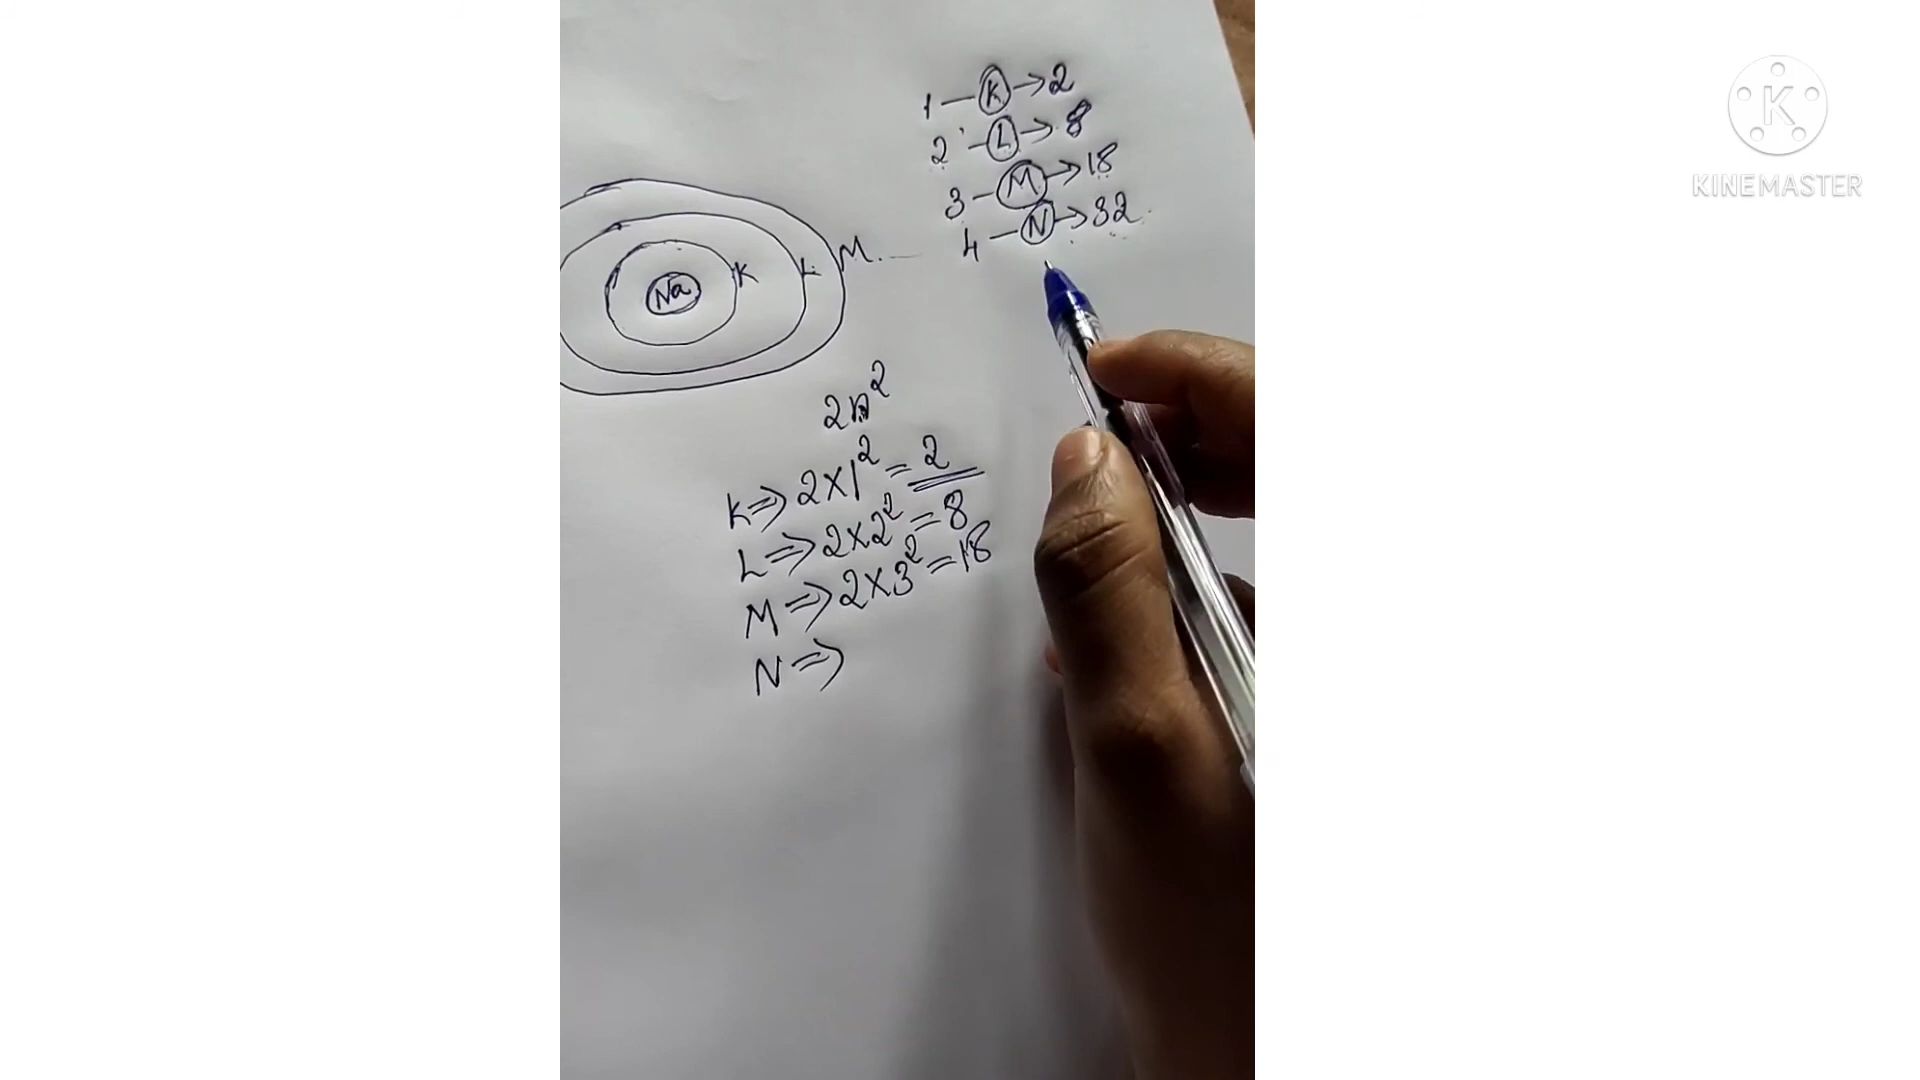 1 — K → 2
2 — L → 8
3 — M → 18
4 — N → 32
Na K L M
2n²
K ⇒ 2×1² = 2
L ⇒ 2×2² = 8
M ⇒ 2×3² = 18
N ⇒
K
KINEMASTER